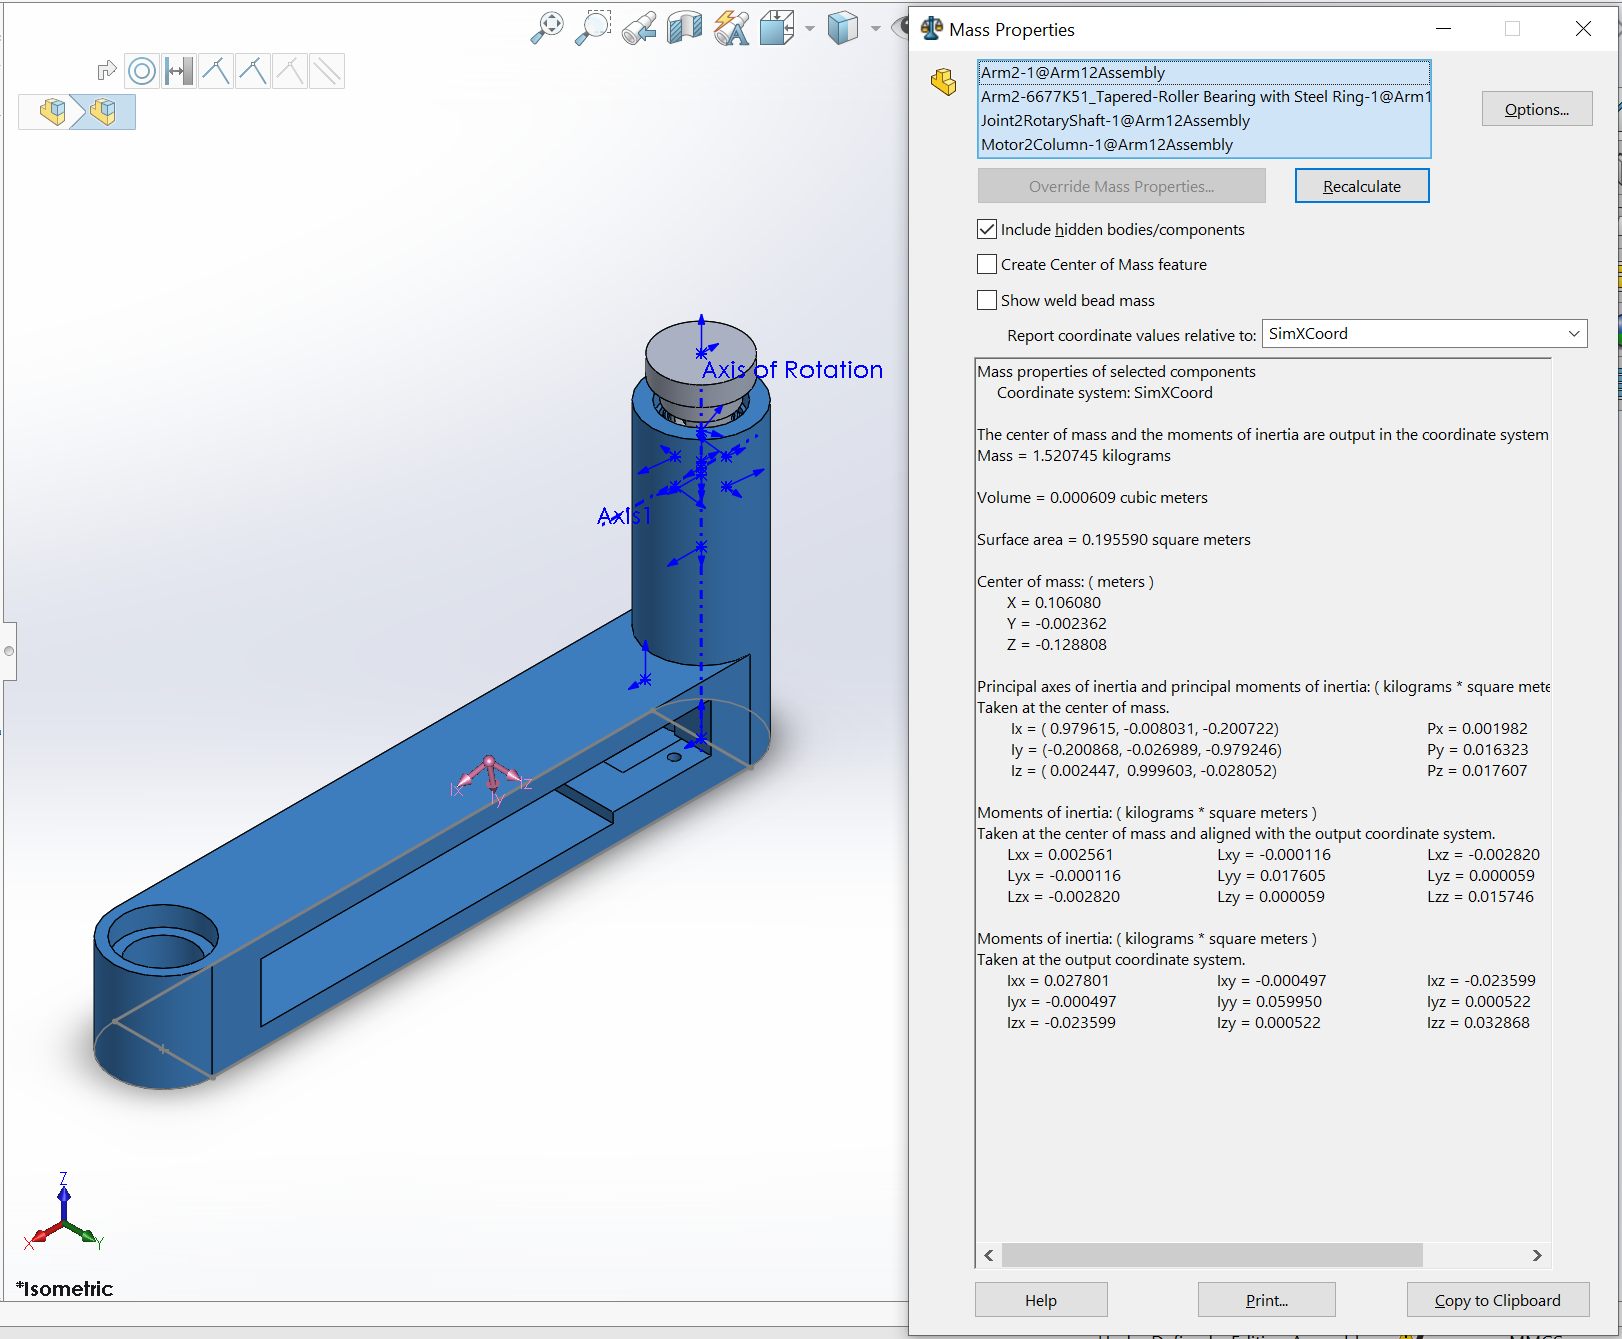 Mass Properties
Arm2-1@Arm12Assembly
Arm2-6677K51_Tapered-Roller Bearing with Steel Ring-1@Arm1
Joint2RotaryShaft-1@Arm12Assembly
Motor2Column-1@Arm12Assembly
Options...
Override Mass Properties...
Recalculate
Include hidden bodies/components
Create Center of Mass feature
Show weld bead mass
Report coordinate values relative to: SimXCoord
Mass properties of selected components
Coordinate system: SimXCoord
The center of mass and the moments of inertia are output in the coordinate system
Mass = 1.520745 kilograms
Volume = 0.000609 cubic meters
Surface area = 0.195590 square meters
Center of mass: ( meters )
X = 0.106080
Y = -0.002362
Z = -0.128808
Principal axes of inertia and principal moments of inertia: ( kilograms * square mete
Taken at the center of mass.
Ix = ( 0.979615, -0.008031, -0.200722) Px = 0.001982
Iy = (-0.200868, -0.026989, -0.979246) Py = 0.016323
Iz = ( 0.002447, 0.999603, -0.028052) Pz = 0.017607
Moments of inertia: ( kilograms * square meters )
Taken at the center of mass and aligned with the output coordinate system.
Lxx = 0.002561 Lxy = -0.000116 Lxz = -0.002820
Lyx = -0.000116 Lyy = 0.017605 Lyz = 0.000059
Lzx = -0.002820 Lzy = 0.000059 Lzz = 0.015746
Moments of inertia: ( kilograms * square meters )
Taken at the output coordinate system.
Ixx = 0.027801 Ixy = -0.000497 Ixz = -0.023599
Iyx = -0.000497 Iyy = 0.059950 Iyz = 0.000522
Izx = -0.023599 Izy = 0.000522 Izz = 0.032868
Help
Print...
Copy to Clipboard
Axis of Rotation
Axis1
Ix
Iy
Iz
Z
X
Y
*Isometric